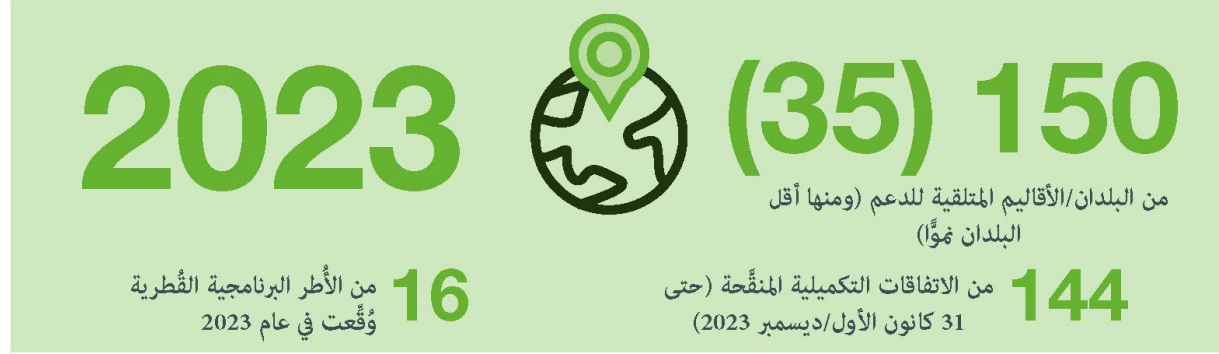 150 (35)
من البلدان/الأقاليم المتلقية للدعم (ومنها أقل
البلدان نموًّا)
2023
144
من الاتفاقات التكميلية المنقَّحة (حتى
31 كانون الأول/ديسمبر 2023)
16
من الأُطر البرنامجية القُطرية
وُقِّعت في عام 2023